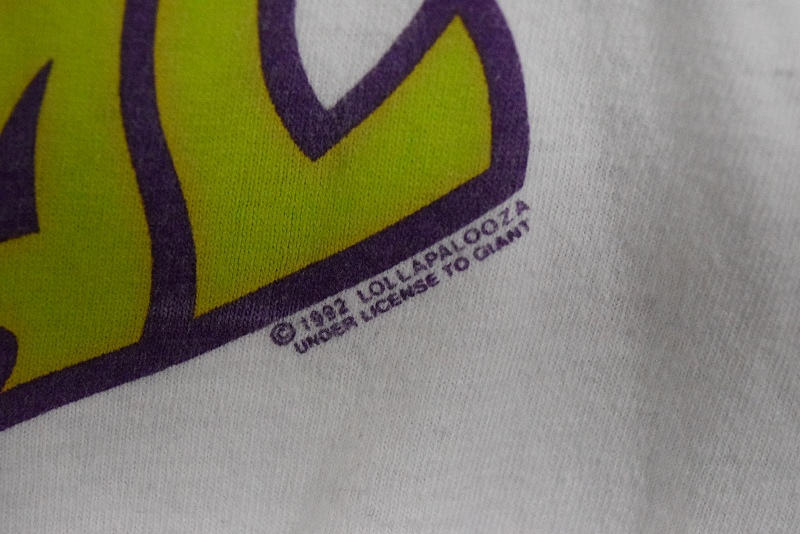 © 1992 LOLLAPALOOZA
UNDER LICENSE TO GIANT